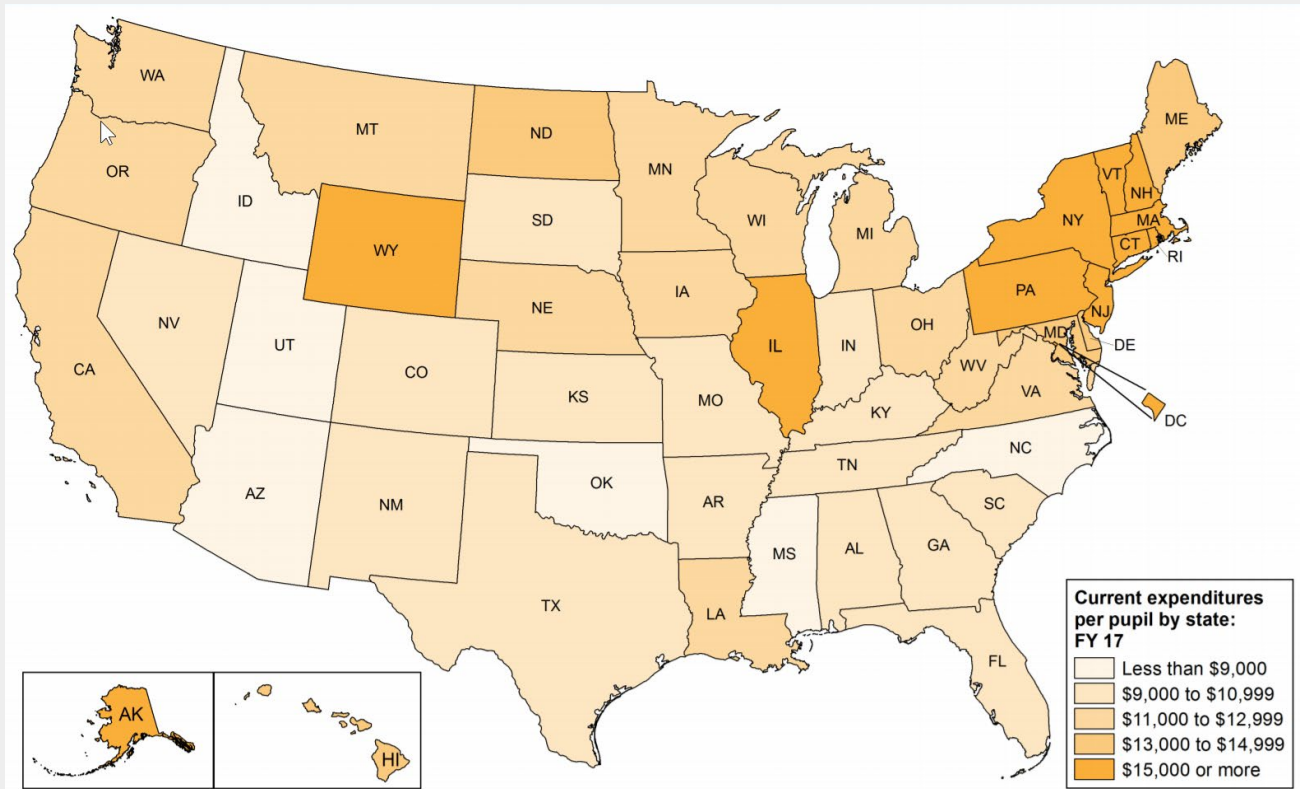 WA
MT
ND
ME
OR
MN
VT
ID
NH
SD
WI
NY
MA
WY
MI
CT
RI
IA
PA
NE
NJ
NV
OH
UT
IL
IN
MD
DE
CA
CO
WV
KS
MO
VA
KY
DC
NC
TN
OK
AZ
NM
AR
SC
MS
AL
GA
TX
LA
FL
AK
HI
Current expenditures
per pupil by state:
FY 17
Less than $9,000
$9,000 to $10,999
$11,000 to $12,999
$13,000 to $14,999
$15,000 or more